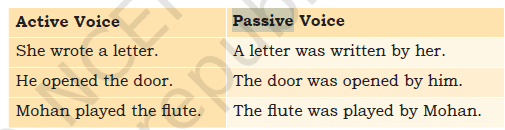 Active Voice Passive Voice
She wrote a letter. A letter was written by her.
He opened the door. The door was opened by him.
Mohan played the flute. The flute was played by Mohan.